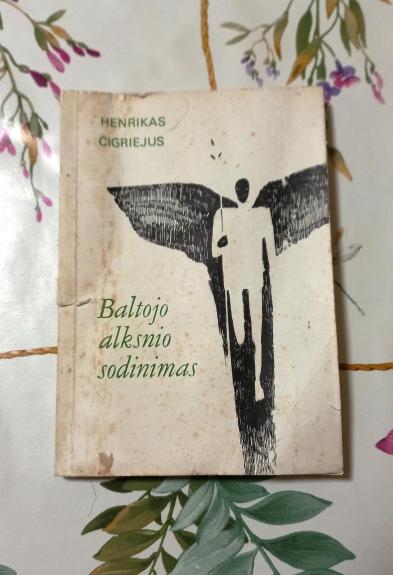 HENRIKAS
ČIGRIEJUS
Baltojo
alksnio
sodinimas